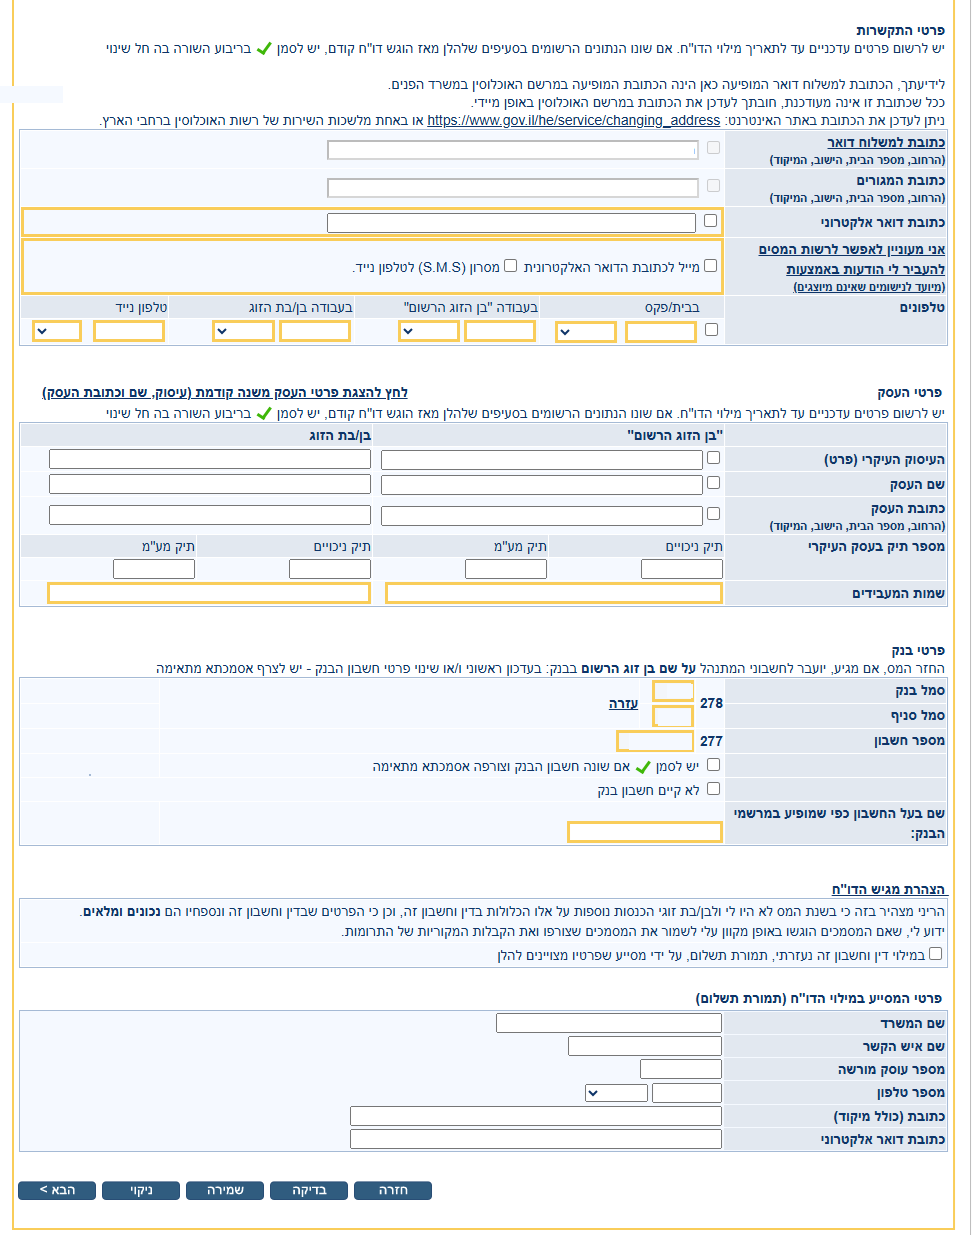 פרטי התקשרות
יש לרשום פרטים עדכניים עד לתאריך מילוי הדו"ח. אם שונו הנתונים הרשומים בסעיפים שלהלן מאז הוגש דו"ח קודם, יש לסמן ✔ בריבוע השורה בה חל שינוי
לידיעתך, הכתובת למשלוח דואר המופיעה כאן הינה הכתובת המופיעה במרשם האוכלוסין במשרד הפנים.
ככל שכתובת זו אינה מעודכנת, חובתך לעדכן את הכתובת במרשם האוכלוסין באופן מיידי.
ניתן לעדכן את הכתובת באתר האינטרנט: https://www.gov.il/he/service/changing_address או באחת מלשכות השירות של רשות האוכלוסין ברחבי הארץ.
כתובת למשלוח דואר
(הרחוב, מספר הבית, הישוב, המיקוד)
כתובת המגורים
(הרחוב, מספר הבית, הישוב, המיקוד)
כתובת דואר אלקטרוני
אני מעוניין לאפשר לרשות המסים
להעביר לי הודעות באמצעות
(מיועד לנישומים שאינם מיוצגים)
מייל לכתובת הדואר האלקטרונית מסרון (S.M.S) לטלפון נייד.
טלפונים בבית/פקס בעבודה "בן הזוג הרשום" בעבודה בן/בת הזוג טלפון נייד
פרטי העסק לחץ להצגת פרטי העסק משנה קודמת (עיסוק, שם וכתובת העסק)
יש לרשום פרטים עדכניים עד לתאריך מילוי הדו"ח. אם שונו הנתונים הרשומים בסעיפים שלהלן מאז הוגש דו"ח קודם, יש לסמן ✔ בריבוע השורה בה חל שינוי
"בן הזוג הרשום" בן/בת הזוג
העיסוק העיקרי (פרט)
שם העסק
כתובת העסק
(הרחוב, מספר הבית, הישוב, המיקוד)
מספר תיק בעסק העיקרי תיק ניכויים תיק מע"מ תיק ניכויים תיק מע"מ
שמות המעבידים
פרטי בנק
החזר המס, אם מגיע, יועבר לחשבוני המתנהל על שם בן זוג הרשום בבנק: בעדכון ראשוני ו/או שינוי פרטי חשבון הבנק - יש לצרף אסמכתא מתאימה
סמל בנק
278 עזרה
סמל סניף
מספר חשבון 277
יש לסמן ✔ אם שונה חשבון הבנק וצורפה אסמכתא מתאימה
לא קיים חשבון בנק
שם בעל החשבון כפי שמופיע במרשמי
הבנק:
הצהרת מגיש הדו"ח
הריני מצהיר בזה כי בשנת המס לא היו לי ולבן/בת זוגי הכנסות נוספות על אלו הכלולות בדין וחשבון זה, וכן כי הפרטים שבדין וחשבון זה ונספחיו הם נכונים ומלאים.
ידוע לי, שאם המסמכים הוגשו באופן מקוון עלי לשמור את המסמכים שצורפו ואת הקבלות המקוריות של התרומות.
במילוי דין וחשבון זה נעזרתי, תמורת תשלום, על ידי מסייע שפרטיו מצויינים להלן
פרטי המסייע במילוי הדו"ח (תמורת תשלום)
שם המשרד
שם איש הקשר
מספר עוסק מורשה
מספר טלפון
כתובת (כולל מיקוד)
כתובת דואר אלקטרוני
חזרה בדיקה שמירה ניקוי הבא >